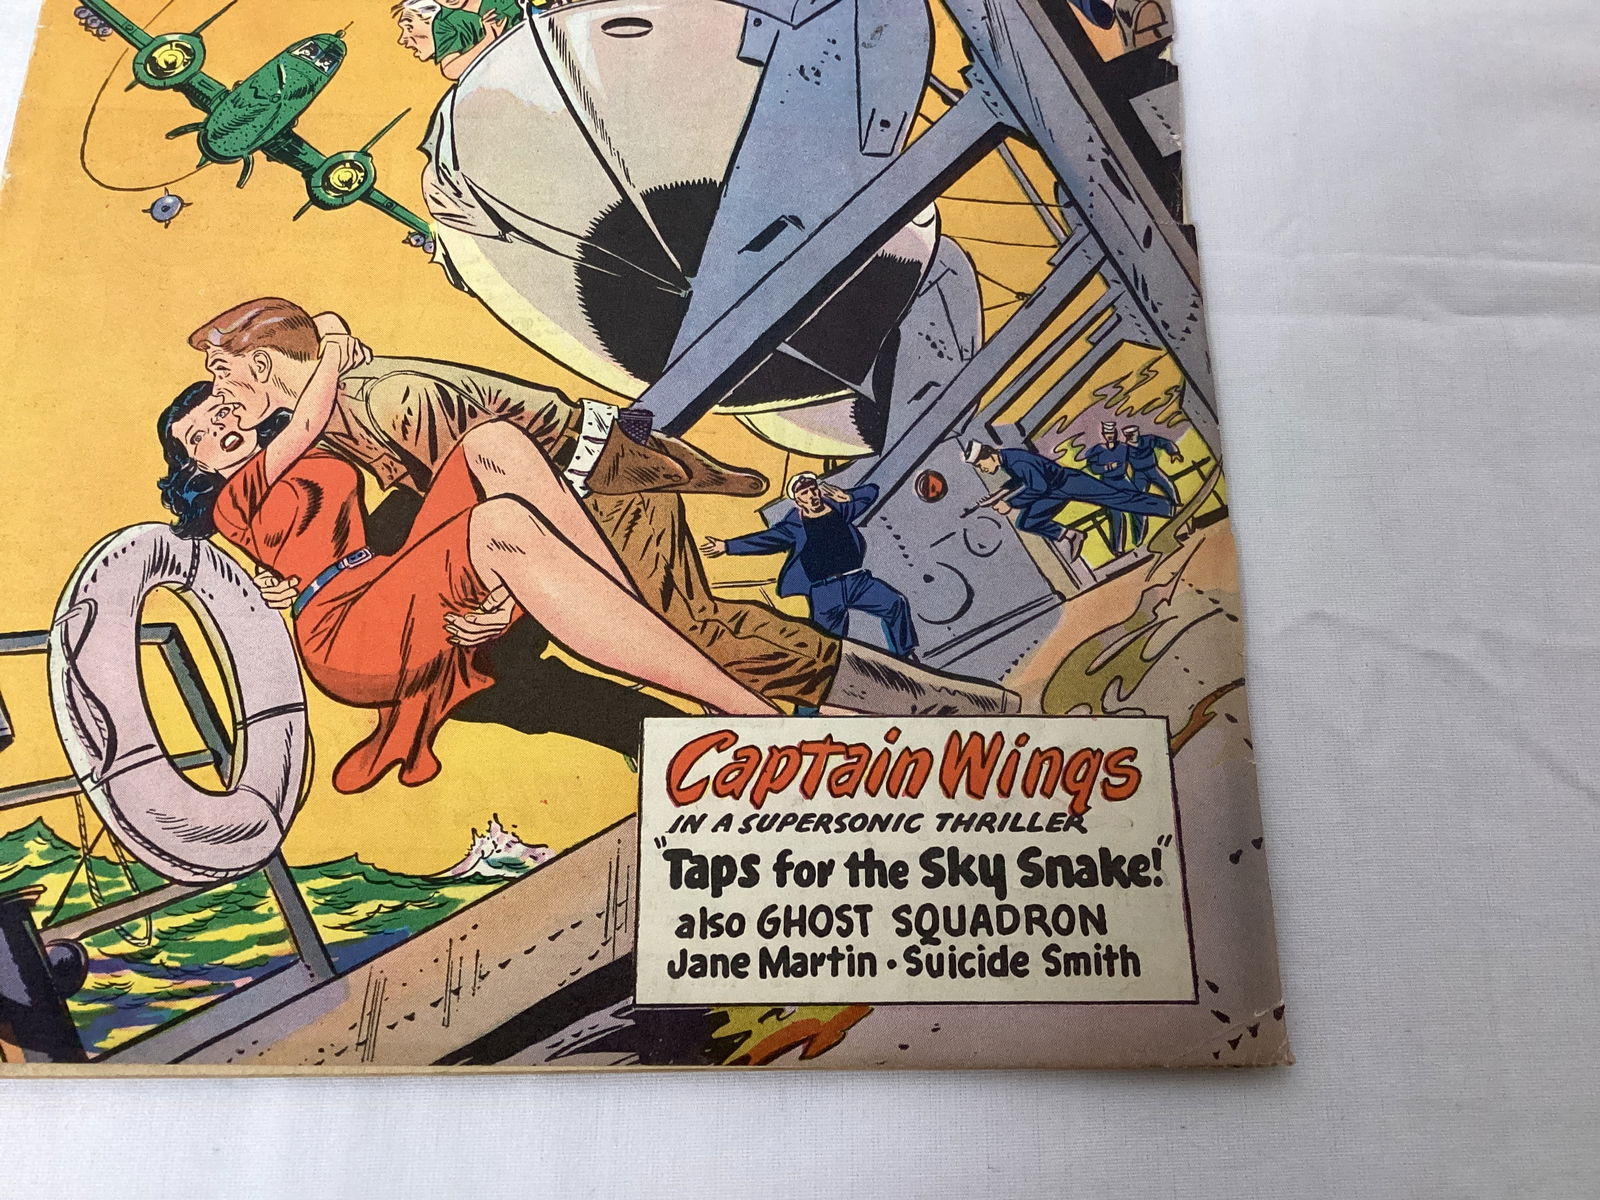 Captain Wings
IN A SUPERSONIC THRILLER
"Taps for the Sky Snake!"
also GHOST SQUADRON
Jane Martin • Suicide Smith